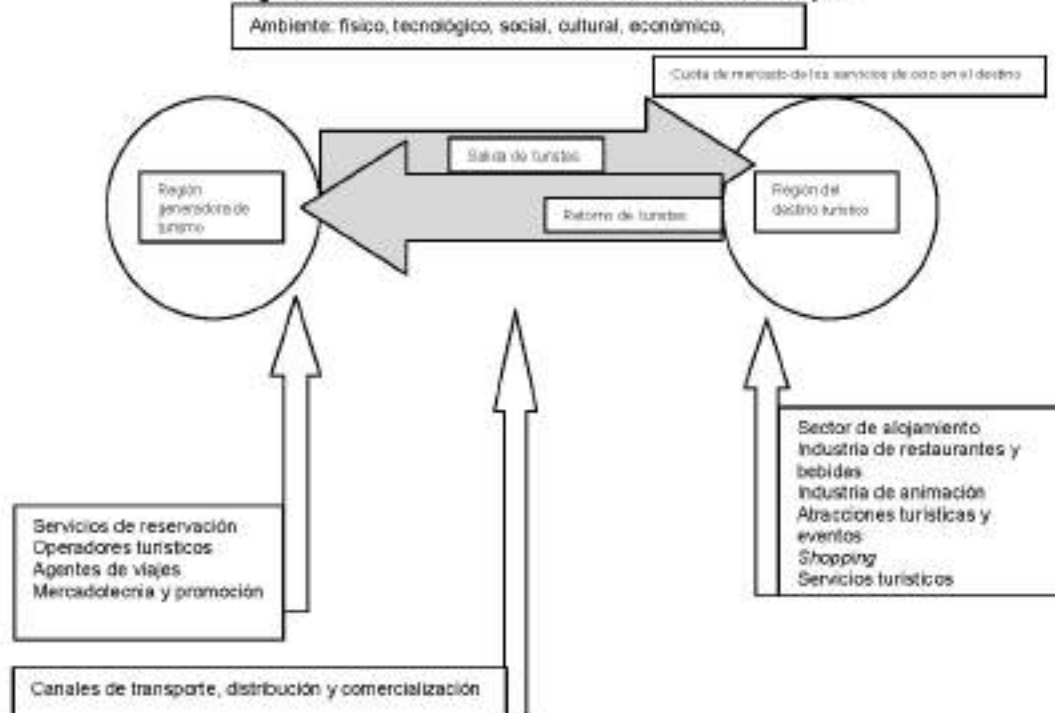 Ambiente: físico, tecnológico, social, cultural, económico,
Cuota de mercado de los servicios de ocio en el destino
Salida de turistas
Región
generadora de
turismo
Región del
destino turístico
Retorno de turistas
Sector de alojamiento
Industria de restaurantes y
bebidas
Industria de animación
Atracciones turísticas y
eventos
Shopping
Servicios turísticos
Servicios de reservación
Operadores turísticos
Agentes de viajes
Mercadotecnia y promoción
Canales de transporte, distribución y comercialización